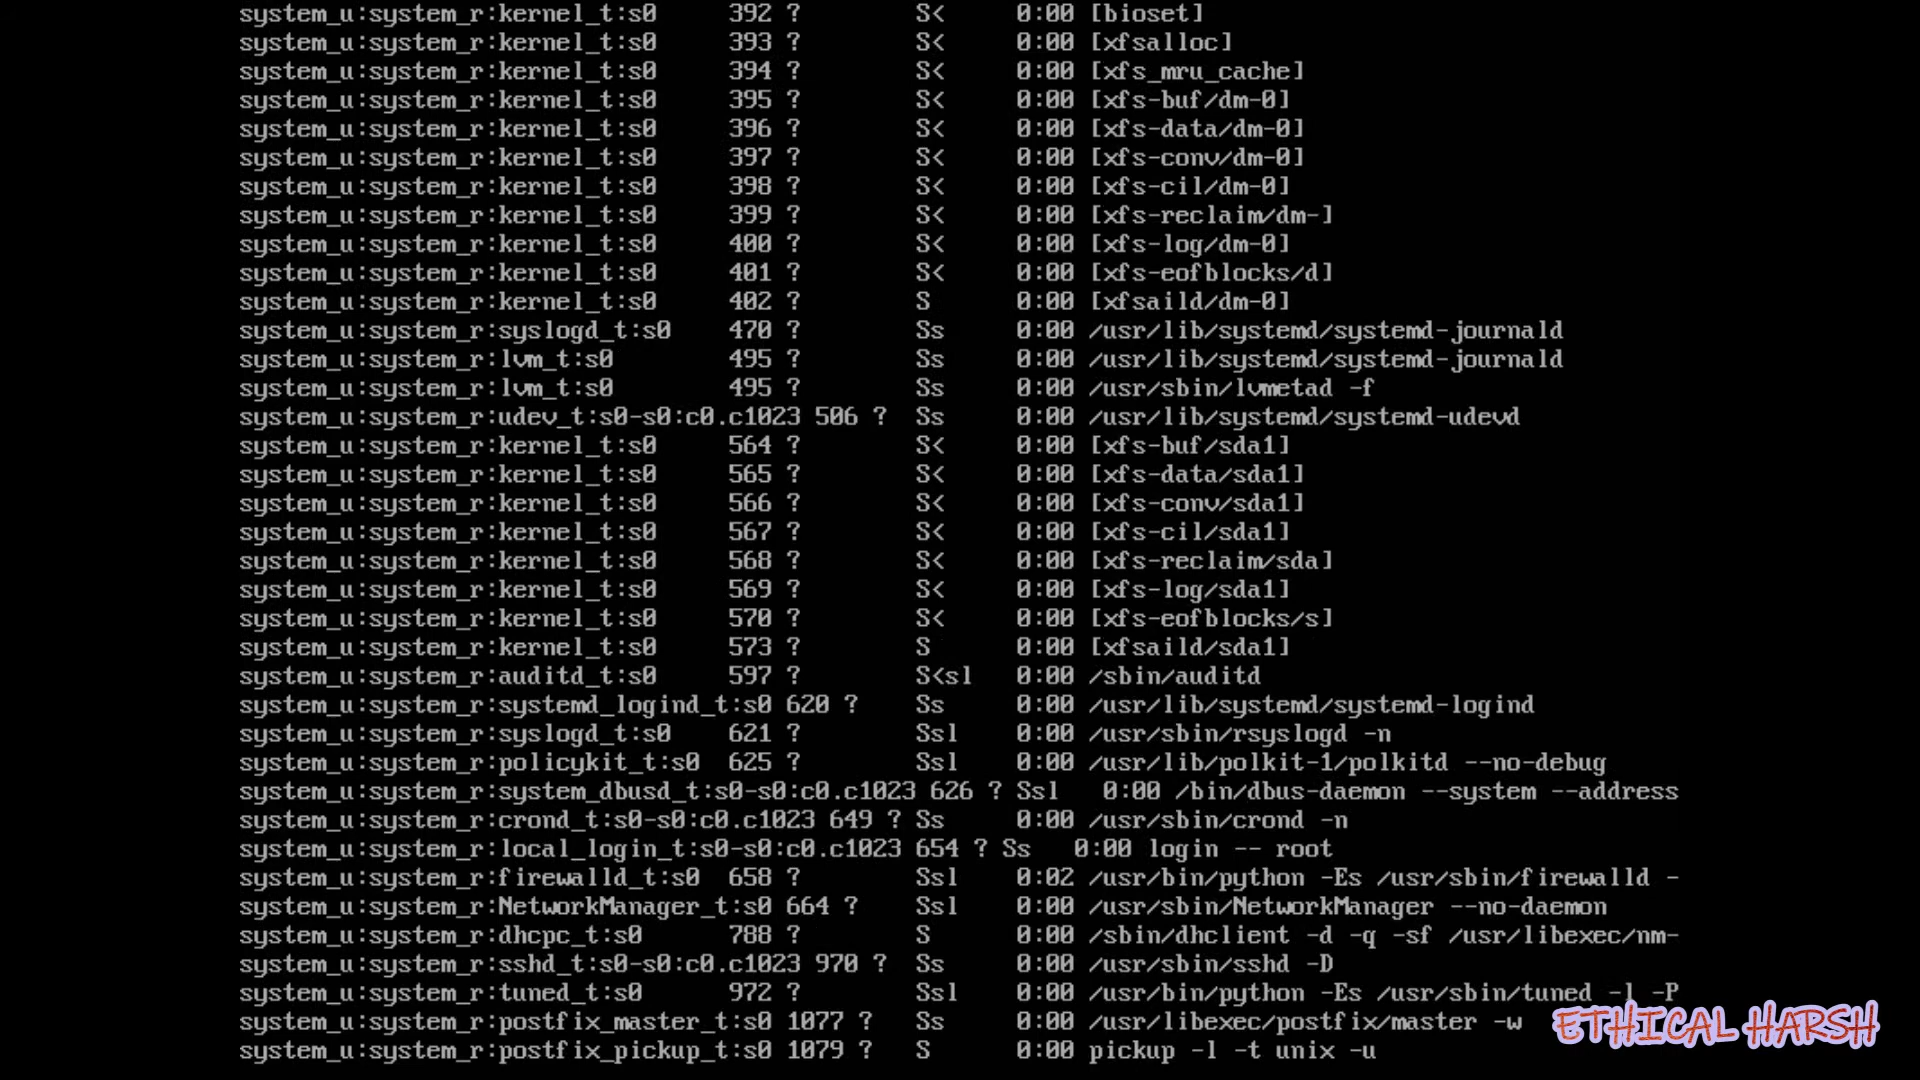 system_u:system_r:kernel_t:s0     392 ?        S<     0:00 [bioset]
system_u:system_r:kernel_t:s0     393 ?        S<     0:00 [xfsalloc]
system_u:system_r:kernel_t:s0     394 ?        S<     0:00 [xfs_mru_cache]
system_u:system_r:kernel_t:s0     395 ?        S<     0:00 [xfs-buf/dm-0]
system_u:system_r:kernel_t:s0     396 ?        S<     0:00 [xfs-data/dm-0]
system_u:system_r:kernel_t:s0     397 ?        S<     0:00 [xfs-conv/dm-0]
system_u:system_r:kernel_t:s0     398 ?        S<     0:00 [xfs-cil/dm-0]
system_u:system_r:kernel_t:s0     399 ?        S<     0:00 [xfs-reclaim/dm-]
system_u:system_r:kernel_t:s0     400 ?        S<     0:00 [xfs-log/dm-0]
system_u:system_r:kernel_t:s0     401 ?        S<     0:00 [xfs-eofblocks/d]
system_u:system_r:kernel_t:s0     402 ?        S      0:00 [xfsaild/dm-0]
system_u:system_r:syslogd_t:s0    470 ?        Ss     0:00 /usr/lib/systemd/systemd-journald
system_u:system_r:lvm_t:s0        495 ?        Ss     0:00 /usr/lib/systemd/systemd-journald
system_u:system_r:lvm_t:s0        495 ?        Ss     0:00 /usr/sbin/lvmetad -f
system_u:system_r:udev_t:s0-s0:c0.c1023 506 ?  Ss     0:00 /usr/lib/systemd/systemd-udevd
system_u:system_r:kernel_t:s0     564 ?        S<     0:00 [xfs-buf/sda1]
system_u:system_r:kernel_t:s0     565 ?        S<     0:00 [xfs-data/sda1]
system_u:system_r:kernel_t:s0     566 ?        S<     0:00 [xfs-conv/sda1]
system_u:system_r:kernel_t:s0     567 ?        S<     0:00 [xfs-cil/sda1]
system_u:system_r:kernel_t:s0     568 ?        S<     0:00 [xfs-reclaim/sda]
system_u:system_r:kernel_t:s0     569 ?        S<     0:00 [xfs-log/sda1]
system_u:system_r:kernel_t:s0     570 ?        S<     0:00 [xfs-eofblocks/s]
system_u:system_r:kernel_t:s0     573 ?        S      0:00 [xfsaild/sda1]
system_u:system_r:auditd_t:s0     597 ?        S<sl   0:00 /sbin/auditd
system_u:system_r:systemd_logind_t:s0 620 ?    Ss     0:00 /usr/lib/systemd/systemd-logind
system_u:system_r:syslogd_t:s0    621 ?        Ssl    0:00 /usr/sbin/rsyslogd -n
system_u:system_r:policykit_t:s0  625 ?        Ssl    0:00 /usr/lib/polkit-1/polkitd --no-debug
system_u:system_r:system_dbusd_t:s0-s0:c0.c1023 626 ? Ssl   0:00 /bin/dbus-daemon --system --address
system_u:system_r:crond_t:s0-s0:c0.c1023 649 ? Ss     0:00 /usr/sbin/crond -n
system_u:system_r:local_login_t:s0-s0:c0.c1023 654 ? Ss   0:00 login -- root
system_u:system_r:firewalld_t:s0  658 ?        Ssl    0:02 /usr/bin/python -Es /usr/sbin/firewalld -
system_u:system_r:NetworkManager_t:s0 664 ?    Ssl    0:00 /usr/sbin/NetworkManager --no-daemon
system_u:system_r:dhcpc_t:s0      788 ?        S      0:00 /sbin/dhclient -d -q -sf /usr/libexec/nm-
system_u:system_r:sshd_t:s0-s0:c0.c1023 970 ?  Ss     0:00 /usr/sbin/sshd -D
system_u:system_r:tuned_t:s0      972 ?        Ssl    0:00 /usr/bin/python -Es /usr/sbin/tuned -l -P
system_u:system_r:postfix_master_t:s0 1077 ?   Ss     0:00 /usr/libexec/postfix/master -w
system_u:system_r:postfix_pickup_t:s0 1079 ?   S      0:00 pickup -l -t unix -u
ETHICAL HARSH